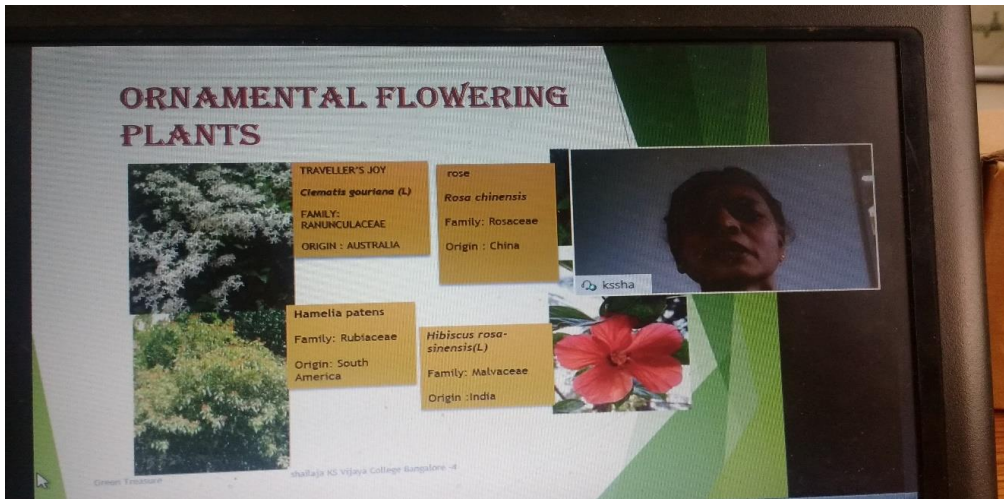 ORNAMENTAL FLOWERING
PLANTS
TRAVELLER'S JOY
Clematis gouriana (L)
FAMILY:
RANUNCULACEAE
ORIGIN : AUSTRALIA
rose
Rosa chinensis
Family: Rosaceae
Origin : China
kssha
Hamelia patens
Family: Rubiaceae
Origin: South
America
Hibiscus rosa-
sinensis(L)
Family: Malvaceae
Origin :India
Green Treasure
shailaja KS Vijaya College Bangalore -4